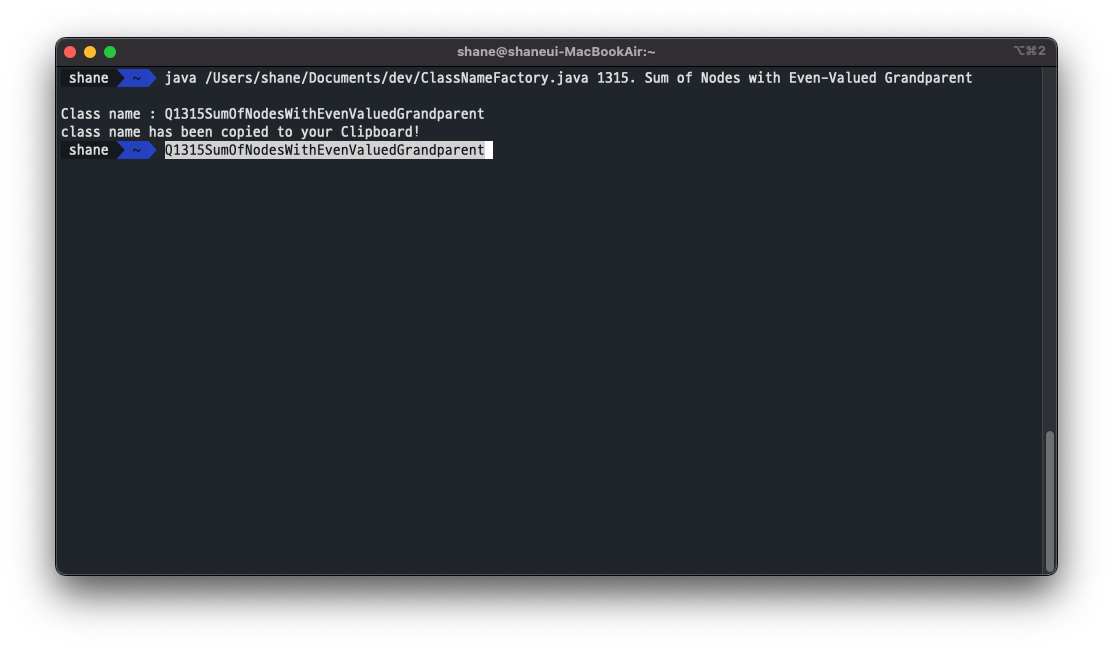 shane@shaneui-MacBookAir:~
⌥⌘2
shane ~ java /Users/shane/Documents/dev/ClassNameFactory.java 1315. Sum of Nodes with Even-Valued Grandparent
Class name : Q1315SumOfNodesWithEvenValuedGrandparent
class name has been copied to your Clipboard!
shane ~ Q1315SumOfNodesWithEvenValuedGrandparent